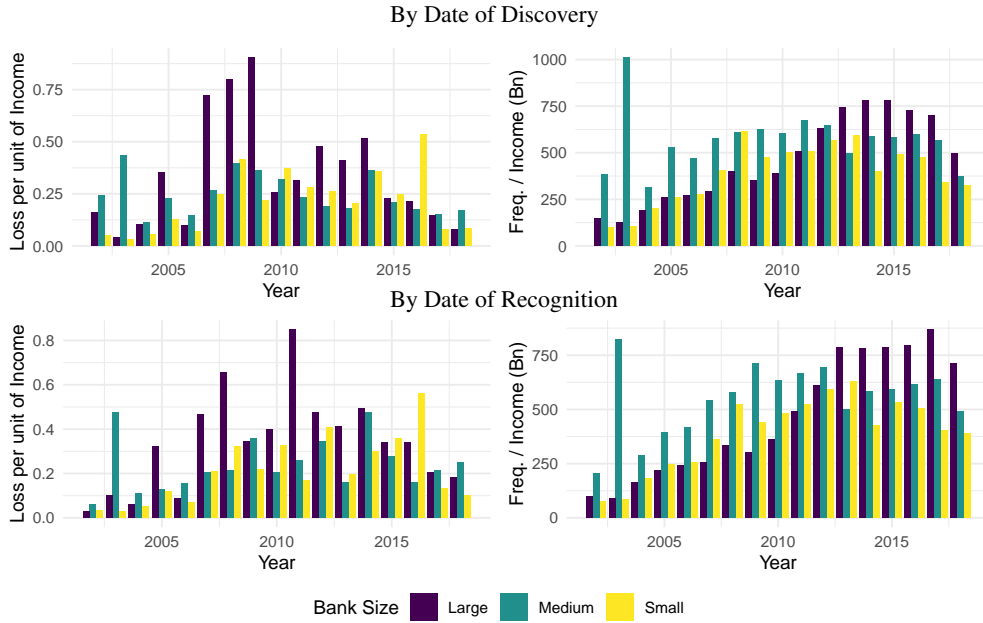 By Date of Discovery
Loss per unit of Income
0.75
0.50
0.25
0.00
2005 2010 2015
Year
Freq. / Income (Bn)
1000
750
500
250
0
2005 2010 2015
Year
By Date of Recognition
Loss per unit of Income
0.8
0.6
0.4
0.2
0.0
2005 2010 2015
Year
Freq. / Income (Bn)
750
500
250
0
2005 2010 2015
Year
Bank Size Large Medium Small